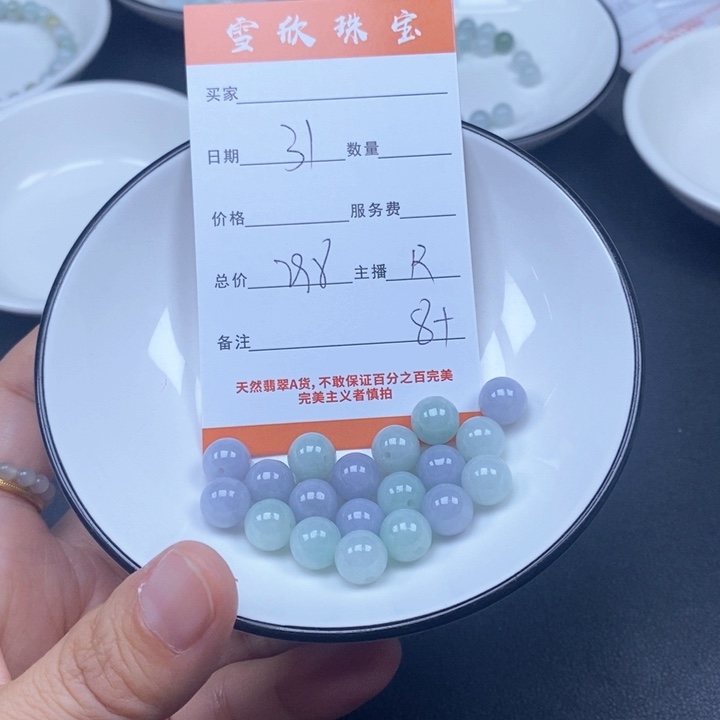 雪欣珠宝
买家
日期 31 数量
价格 服务费
总价 298 主播 R
备注 8+
天然翡翠A货,不敢保证百分之百完美
完美主义者慎拍